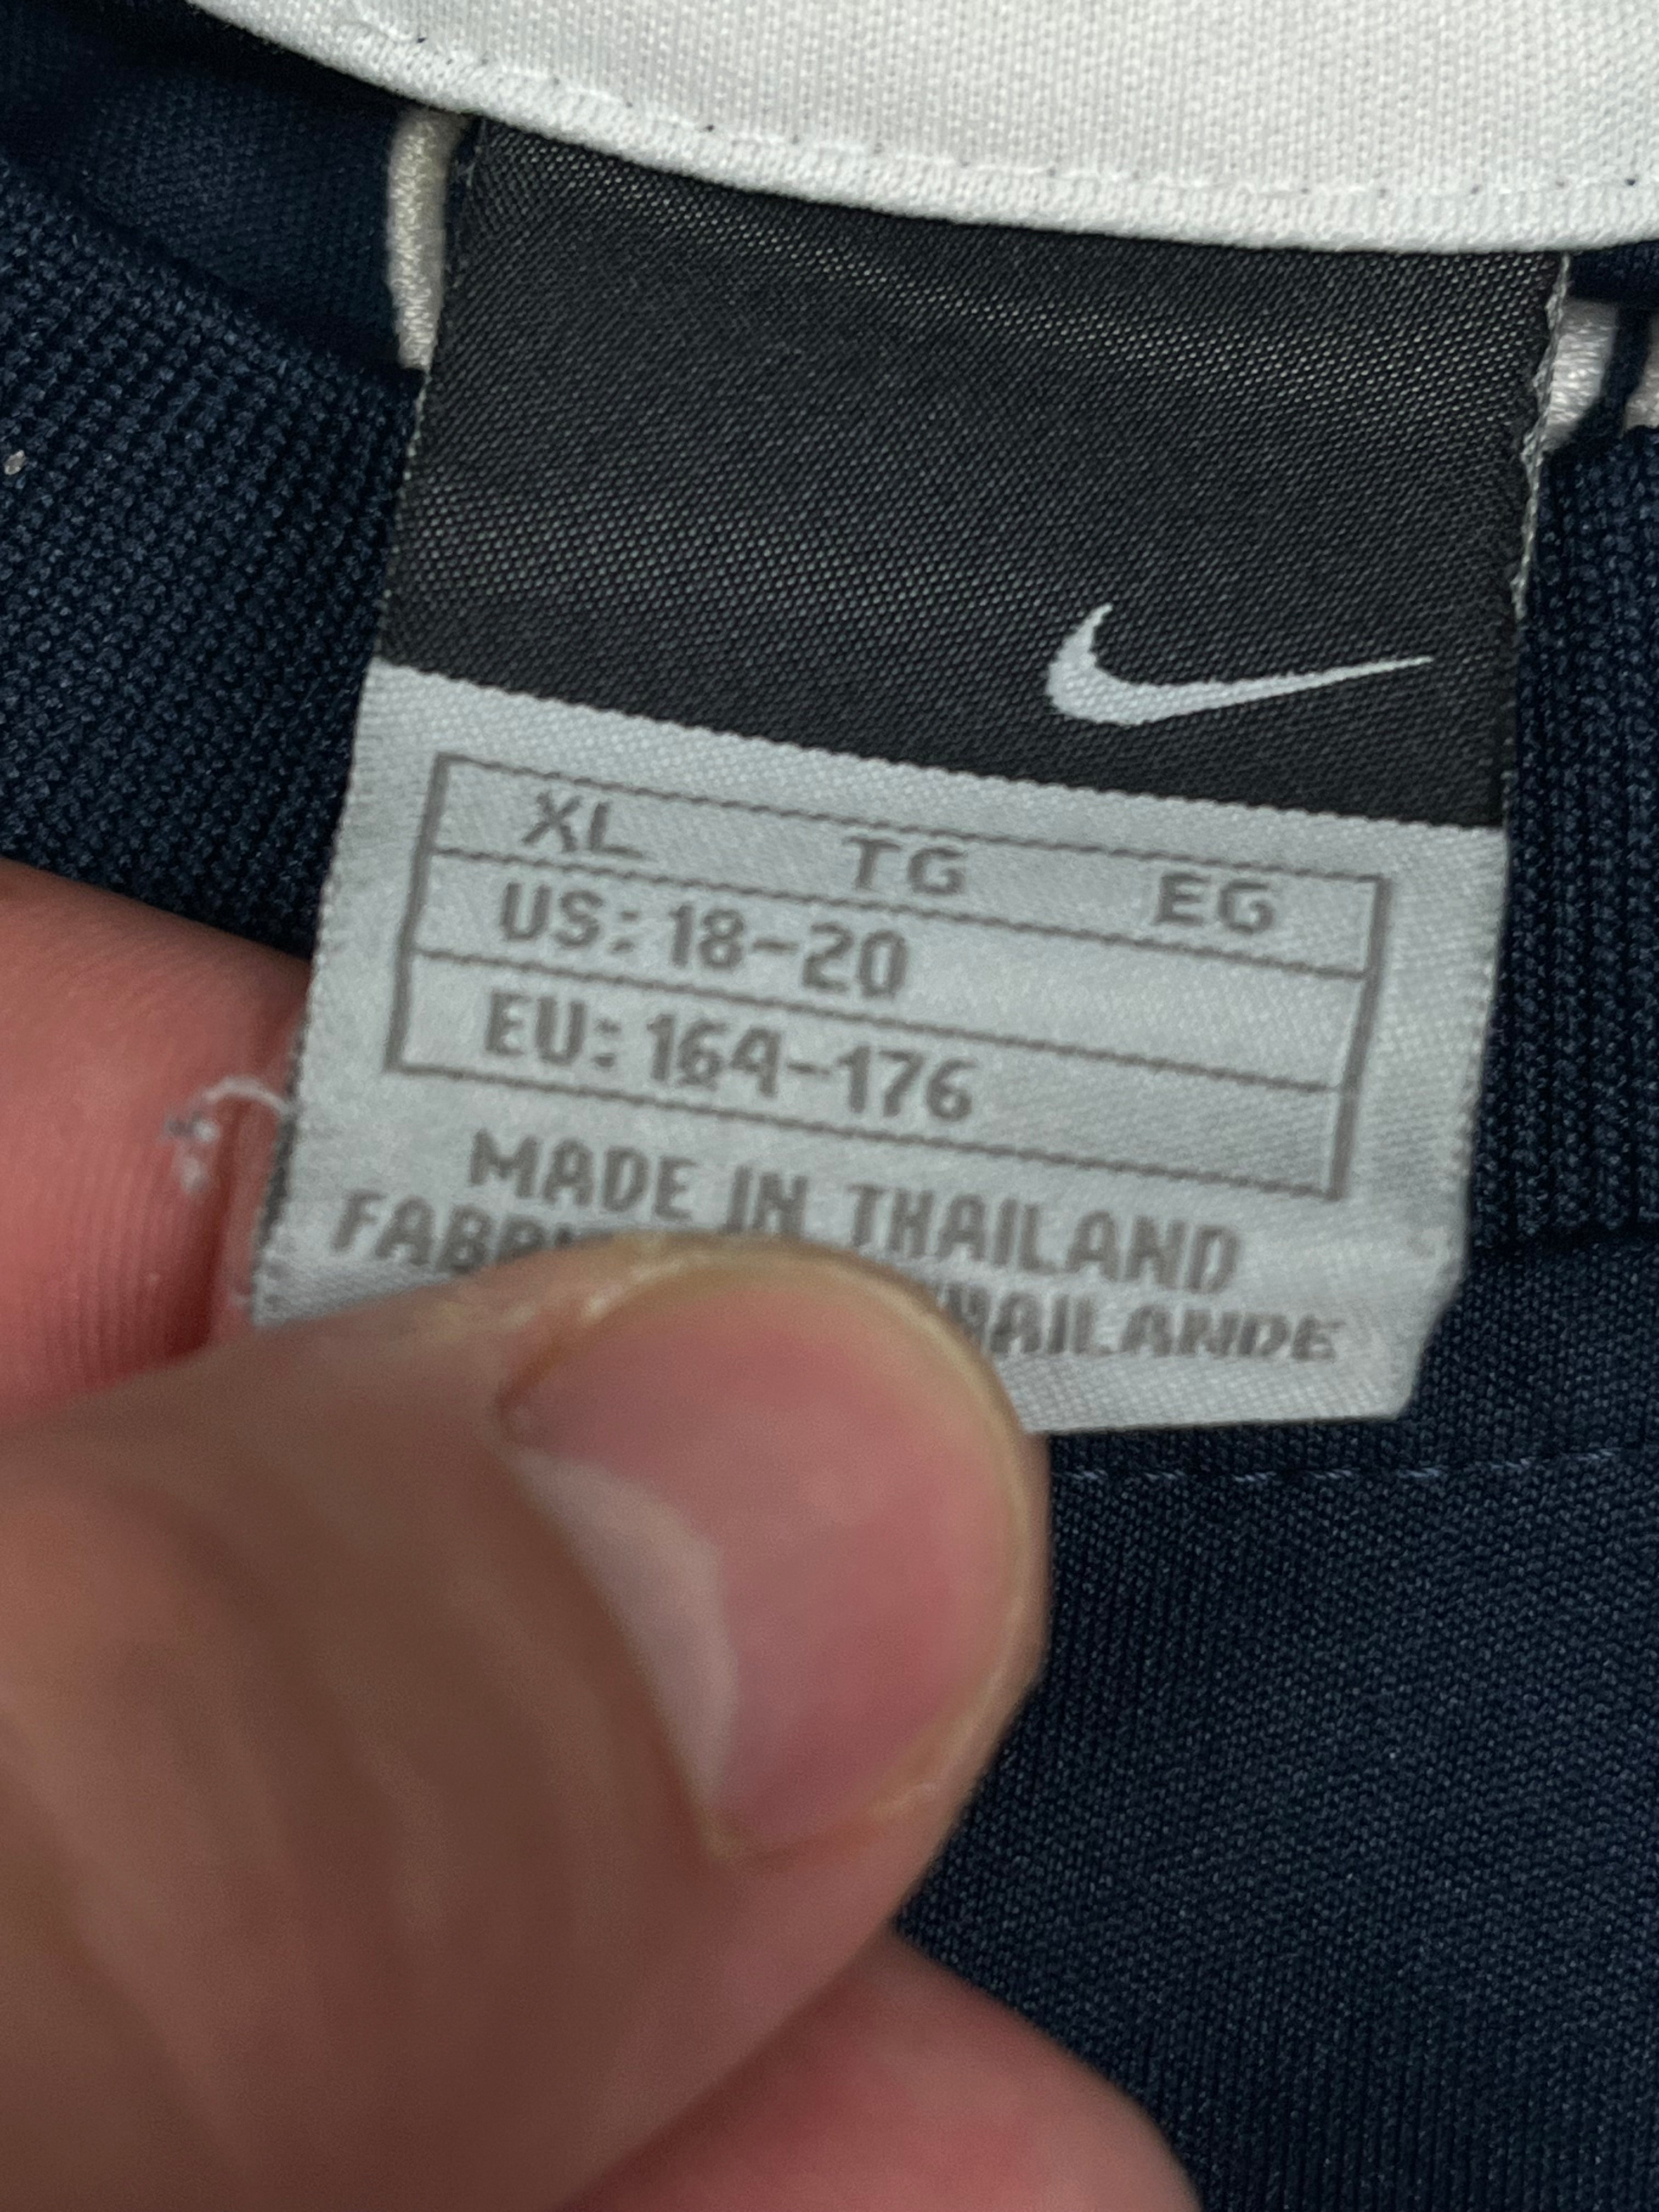 XL TG EG
US: 18-20
EU: 164-176
MADE IN THAILAND